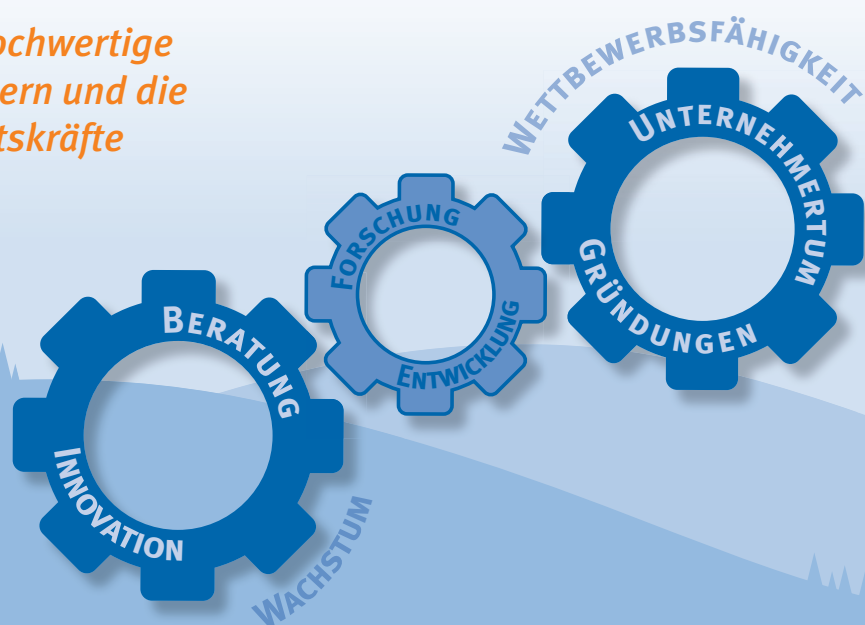 ochwertige
ern und die
tskräfte
WETTBEWERBSFÄHIGKEIT
UNTERNEHMERTUM
GRÜNDUNGEN
FORSCHUNG
ENTWICKLUNG
BERATUNG
INNOVATION
WACHSTUM